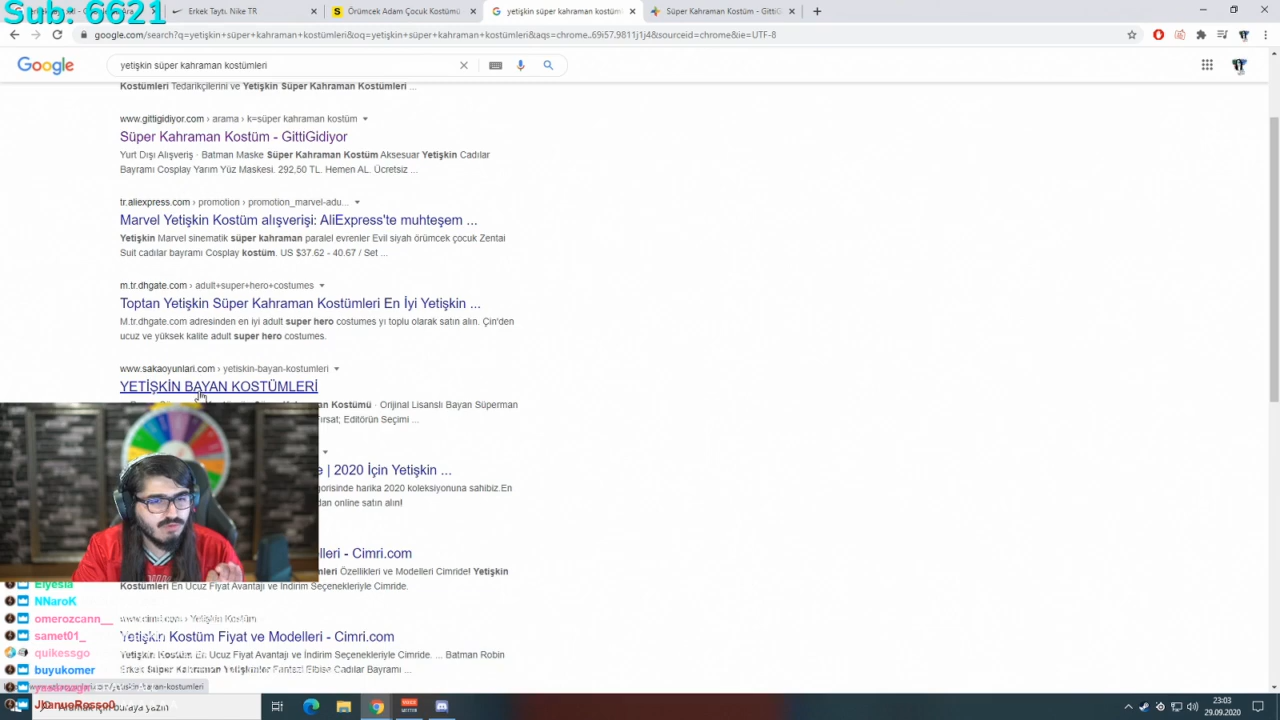 Sub: 6621
Erkek Taytı. Nike TR
Örümcek Adam Çocuk Kostümü
yetişkin süper kahraman kostüml
Süper Kahraman Kostüm - GittiGi
google.com/search?q=yetişkin+süper+kahraman+kostümleri&oq=yetişkin+süper+kahraman+kostümleri&aqs=chrome..69i57.9811j1j4&sourceid=chrome&ie=UTF-8
Google
yetişkin süper kahraman kostümleri
Kostümleri Tedarikçilerini ve Yetişkin Süper Kahraman Kostümleri ...
www.gittigidiyor.com › arama › k=süper kahraman kostüm
Süper Kahraman Kostüm - GittiGidiyor
Yurt Dışı Alışveriş · Batman Maske Süper Kahraman Kostüm Aksesuar Yetişkin Cadılar
Bayramı Cosplay Yarım Yüz Maskesi. 292,50 TL. Hemen AL. Ücretsiz ...
tr.aliexpress.com › promotion › promotion_marvel-adu...
Marvel Yetişkin Kostüm alışverişi: AliExpress'te muhteşem ...
Yetişkin Marvel sinematik süper kahraman paralel evrenler Evil siyah örümcek çocuk Zentai
Suit cadılar bayramı Cosplay kostüm. US $37.62 - 40.67 / Set ...
m.tr.dhgate.com › adult+super+hero+costumes
Toptan Yetişkin Süper Kahraman Kostümleri En İyi Yetişkin ...
M.tr.dhgate.com adresinden en iyi adult super hero costumes yı toplu olarak satın alın. Çin'den
ucuz ve yüksek kalite adult super hero costumes.
www.sakaoyunlari.com › yetiskin-bayan-kostumleri
YETİŞKİN BAYAN KOSTÜMLERİ
Kostümü · Orijinal Lisanslı Bayan Süperman
Fırsat; Editörün Seçimi ...
| 2020 İçin Yetişkin ...
gorisinde harika 2020 koleksiyonuna sahibiz.En
dan online satın alın!
lleri - Cimri.com
mleri Özellikleri ve Modelleri Cimride! Yetişkin
Kostümleri En Ucuz Fiyat Avantajı ve İndirim Seçenekleriyle Cimride.
Yetişkin Kostüm
Yetişkin Kostüm Fiyat ve Modelleri - Cimri.com
Yetişkin Kostüm En Ucuz Fiyat Avantajı ve İndirim Seçenekleriyle Cimride. ... Batman Robin
Erkek Süper Kahraman Yetişkinler Fantezi Elbise Cadılar Bayramı ...
Elyesia
NNaroK
omerozcann__
samet01_
quikessgo
buyukomer
JKanuoRosso0
Aramak için buraya yazın
23:03
29.09.2020